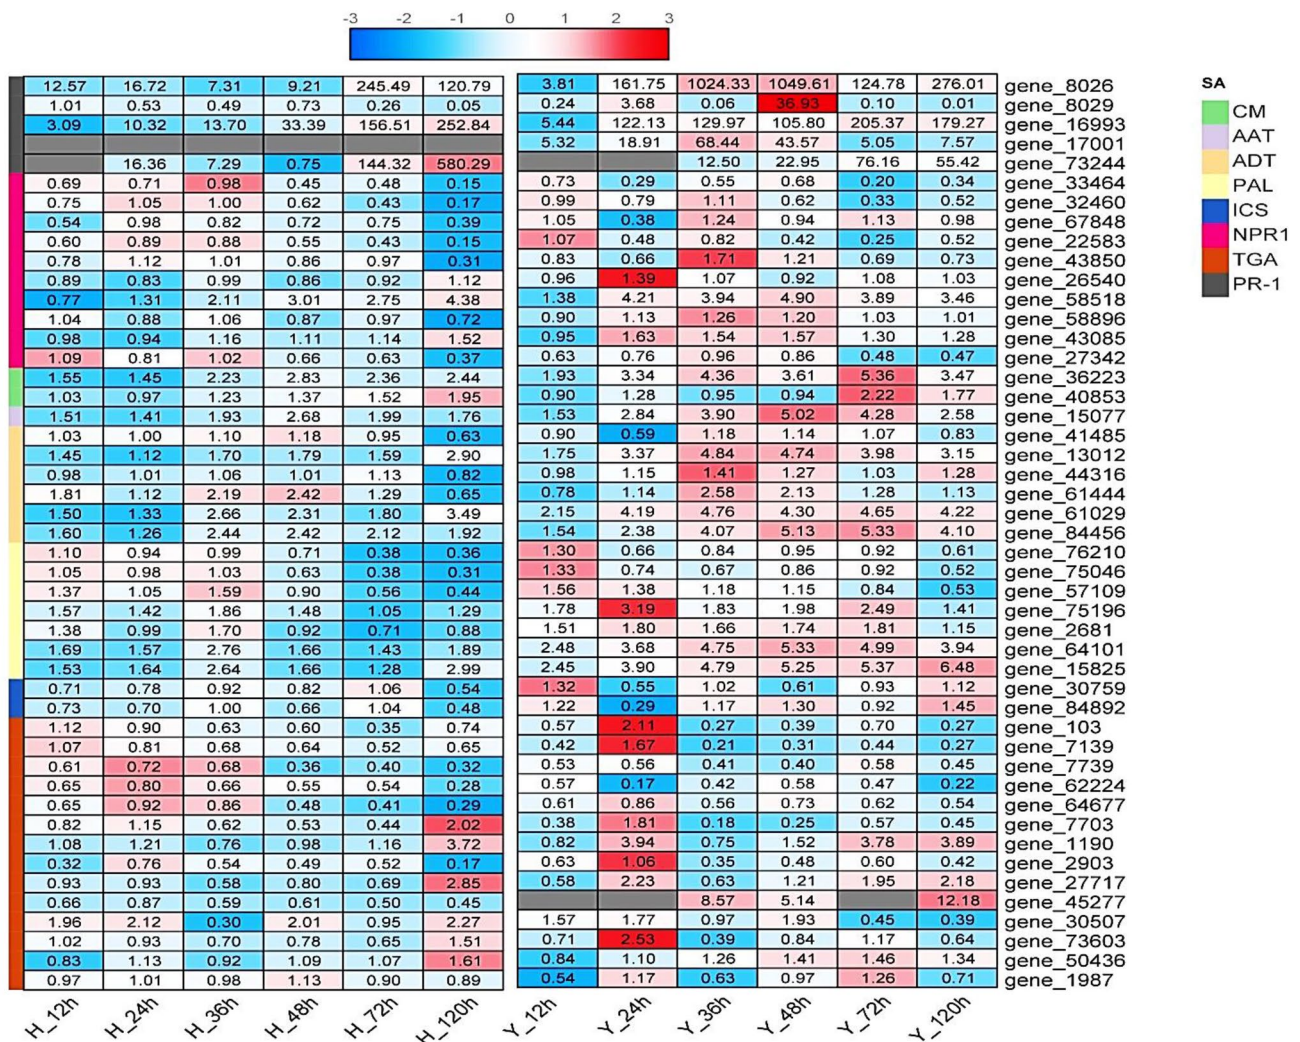 -3 -2 -1 0 1 2 3
12.57 16.72 7.31 9.21 245.49 120.79 3.81 161.75 1024.33 1049.61 124.78 276.01 gene_8026
1.01 0.53 0.49 0.73 0.26 0.05 0.24 3.68 0.06 36.93 0.10 0.01 gene_8029
3.09 10.32 13.70 33.39 156.51 252.84 5.44 122.13 129.97 105.80 205.37 179.27 gene_16993
5.32 18.91 68.44 43.57 5.05 7.57 gene_17001
16.36 7.29 0.75 144.32 580.29 12.50 22.95 76.16 55.42 gene_73244
0.69 0.71 0.98 0.45 0.48 0.15 0.73 0.29 0.55 0.68 0.20 0.34 gene_33464
0.75 1.05 1.00 0.62 0.43 0.17 0.99 0.79 1.11 0.62 0.33 0.52 gene_32460
0.54 0.98 0.82 0.72 0.75 0.39 1.05 0.38 1.24 0.94 1.13 0.98 gene_67848
0.60 0.89 0.88 0.55 0.43 0.15 1.07 0.48 0.82 0.42 0.25 0.52 gene_22583
0.78 1.12 1.01 0.86 0.97 0.31 0.83 0.66 1.71 1.21 0.69 0.73 gene_43850
0.89 0.83 0.99 0.86 0.92 1.12 0.96 1.39 1.07 0.92 1.08 1.03 gene_26540
0.77 1.31 2.11 3.01 2.75 4.38 1.38 4.21 3.94 4.90 3.89 3.46 gene_58518
1.04 0.88 1.06 0.87 0.97 0.72 0.90 1.13 1.26 1.20 1.03 1.01 gene_58896
0.98 0.94 1.16 1.11 1.14 1.52 0.95 1.63 1.54 1.57 1.30 1.28 gene_43085
1.09 0.81 1.02 0.66 0.63 0.37 0.63 0.76 0.96 0.86 0.48 0.47 gene_27342
1.55 1.45 2.23 2.83 2.36 2.44 1.93 3.34 4.36 3.61 5.36 3.47 gene_36223
1.03 0.97 1.23 1.37 1.52 1.95 0.90 1.28 0.95 0.94 2.22 1.77 gene_40853
1.51 1.41 1.93 2.68 1.99 1.76 1.53 2.84 3.90 5.02 4.28 2.58 gene_15077
1.03 1.00 1.10 1.18 0.95 0.63 0.90 0.59 1.18 1.14 1.07 0.83 gene_41485
1.45 1.12 1.70 1.79 1.59 2.90 1.75 3.37 4.84 4.74 3.98 3.15 gene_13012
0.98 1.01 1.06 1.01 1.13 0.82 0.98 1.15 1.41 1.27 1.03 1.28 gene_44316
1.81 1.12 2.19 2.42 1.29 0.65 0.78 1.14 2.58 2.13 1.28 1.13 gene_61444
1.50 1.33 2.66 2.31 1.80 3.49 2.15 4.19 4.76 4.30 4.65 4.22 gene_61029
1.60 1.26 2.44 2.42 2.12 1.92 1.54 2.38 4.07 5.13 5.33 4.10 gene_84456
1.10 0.94 0.99 0.71 0.38 0.36 1.30 0.66 0.84 0.95 0.92 0.61 gene_76210
1.05 0.98 1.03 0.63 0.38 0.31 1.33 0.74 0.67 0.86 0.92 0.52 gene_75046
1.37 1.05 1.59 0.90 0.56 0.44 1.56 1.38 1.18 1.15 0.84 0.53 gene_57109
1.57 1.42 1.86 1.48 1.05 1.29 1.78 3.19 1.83 1.98 2.49 1.41 gene_75196
1.38 0.99 1.70 0.92 0.71 0.88 1.51 1.80 1.66 1.74 1.81 1.15 gene_2681
1.69 1.57 2.76 1.66 1.43 1.89 2.48 3.68 4.75 5.33 4.99 3.94 gene_64101
1.53 1.64 2.64 1.66 1.28 2.99 2.45 3.90 4.79 5.25 5.37 6.48 gene_15825
0.71 0.78 0.92 0.82 1.06 0.54 1.32 0.55 1.02 0.61 0.93 1.12 gene_30759
0.73 0.70 1.00 0.66 1.04 0.48 1.22 0.29 1.17 1.30 0.92 1.45 gene_84892
1.12 0.90 0.63 0.60 0.35 0.74 0.57 2.11 0.27 0.39 0.70 0.27 gene_103
1.07 0.81 0.68 0.64 0.52 0.65 0.42 1.67 0.21 0.31 0.44 0.27 gene_7139
0.61 0.72 0.68 0.36 0.40 0.32 0.53 0.56 0.41 0.40 0.58 0.45 gene_7739
0.65 0.80 0.66 0.55 0.54 0.28 0.57 0.17 0.42 0.58 0.47 0.22 gene_62224
0.65 0.92 0.86 0.48 0.41 0.29 0.61 0.86 0.56 0.73 0.62 0.54 gene_64677
0.82 1.15 0.62 0.53 0.44 2.02 0.38 1.81 0.18 0.25 0.57 0.45 gene_7703
1.08 1.21 0.76 0.98 1.16 3.72 0.82 3.94 0.75 1.52 3.78 3.89 gene_1190
0.32 0.76 0.54 0.49 0.52 0.17 0.63 1.06 0.35 0.48 0.60 0.42 gene_2903
0.93 0.93 0.58 0.80 0.69 2.85 0.58 2.23 0.63 1.21 1.95 2.18 gene_27717
0.66 0.87 0.59 0.61 0.50 0.45 8.57 5.14 12.18 gene_45277
1.96 2.12 0.30 2.01 0.95 2.27 1.57 1.77 0.97 1.93 0.45 0.39 gene_30507
1.02 0.93 0.70 0.78 0.65 1.51 0.71 2.53 0.39 0.84 1.17 0.64 gene_73603
0.83 1.13 0.92 1.09 1.07 1.61 0.84 1.10 1.26 1.41 1.46 1.34 gene_50436
0.97 1.01 0.98 1.13 0.90 0.89 0.54 1.17 0.63 0.97 1.26 0.71 gene_1987
H_12h H_24h H_36h H_48h H_72h H_120h Y_12h Y_24h Y_36h Y_48h Y_72h Y_120h
SA
CM
AAT
ADT
PAL
ICS
NPR1
TGA
PR-1